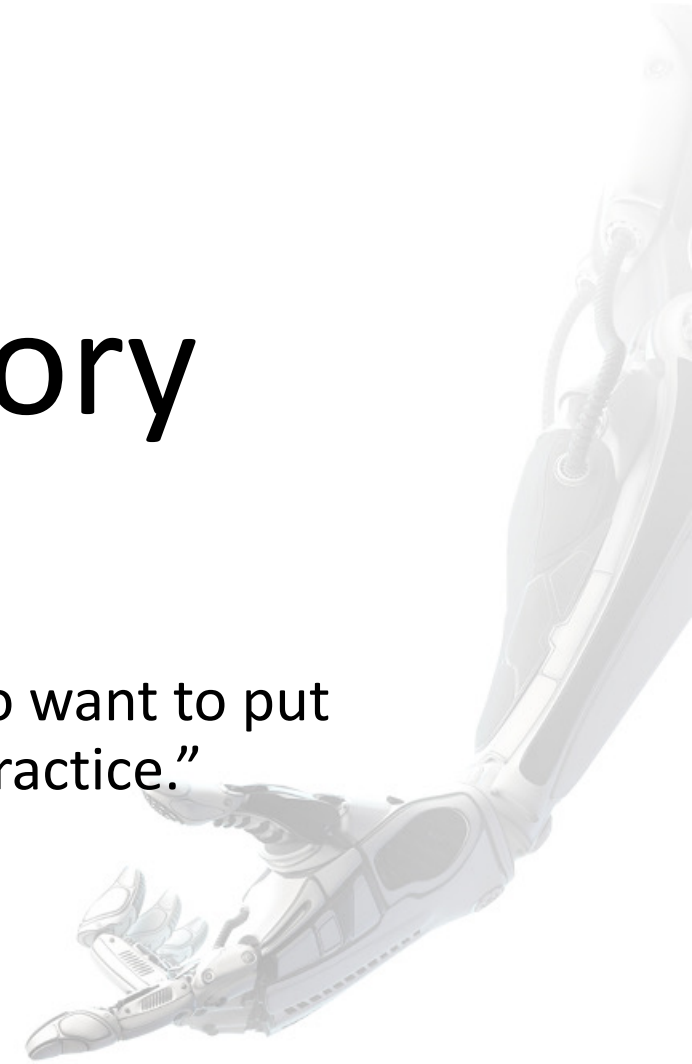 ory
o want to put
ractice.”